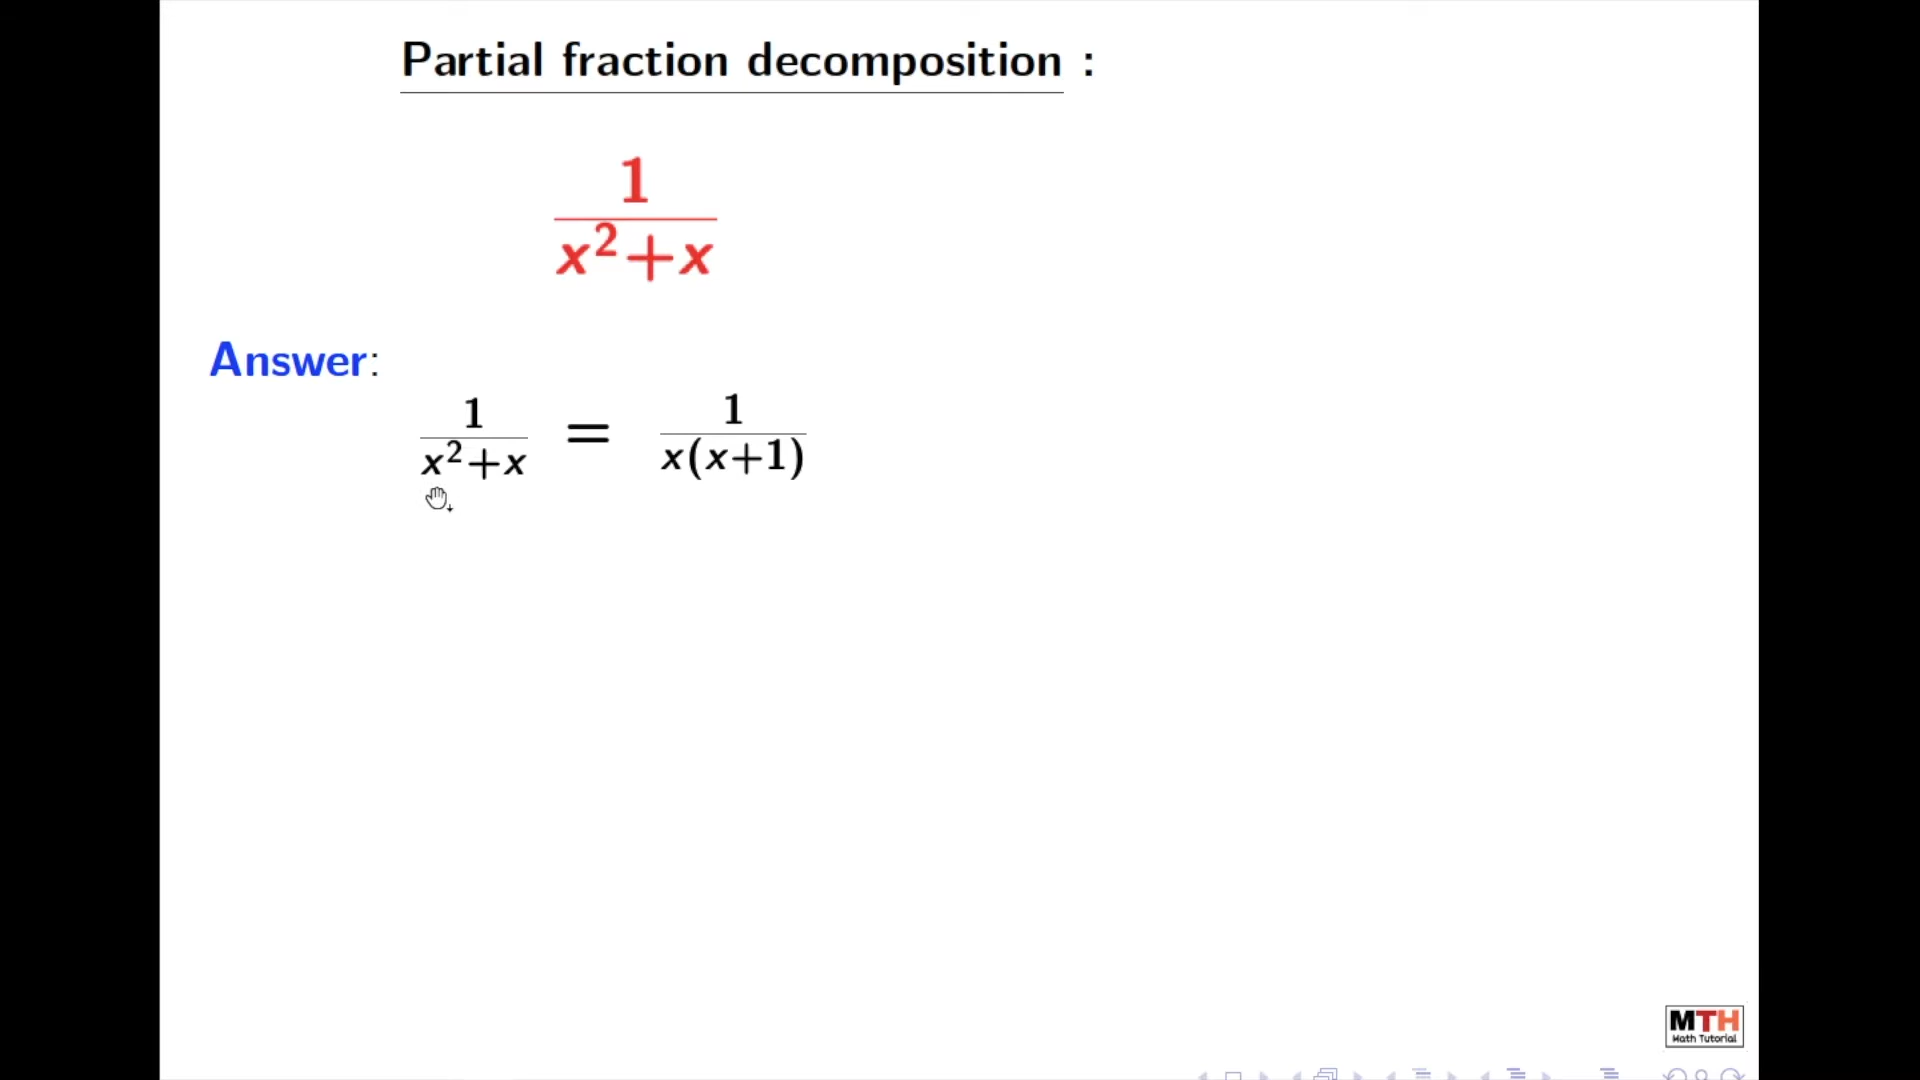 Partial fraction decomposition :
1
x²+x
Answer:
1/(x²+x) = 1/(x(x+1))
MTH
Math Tutorial